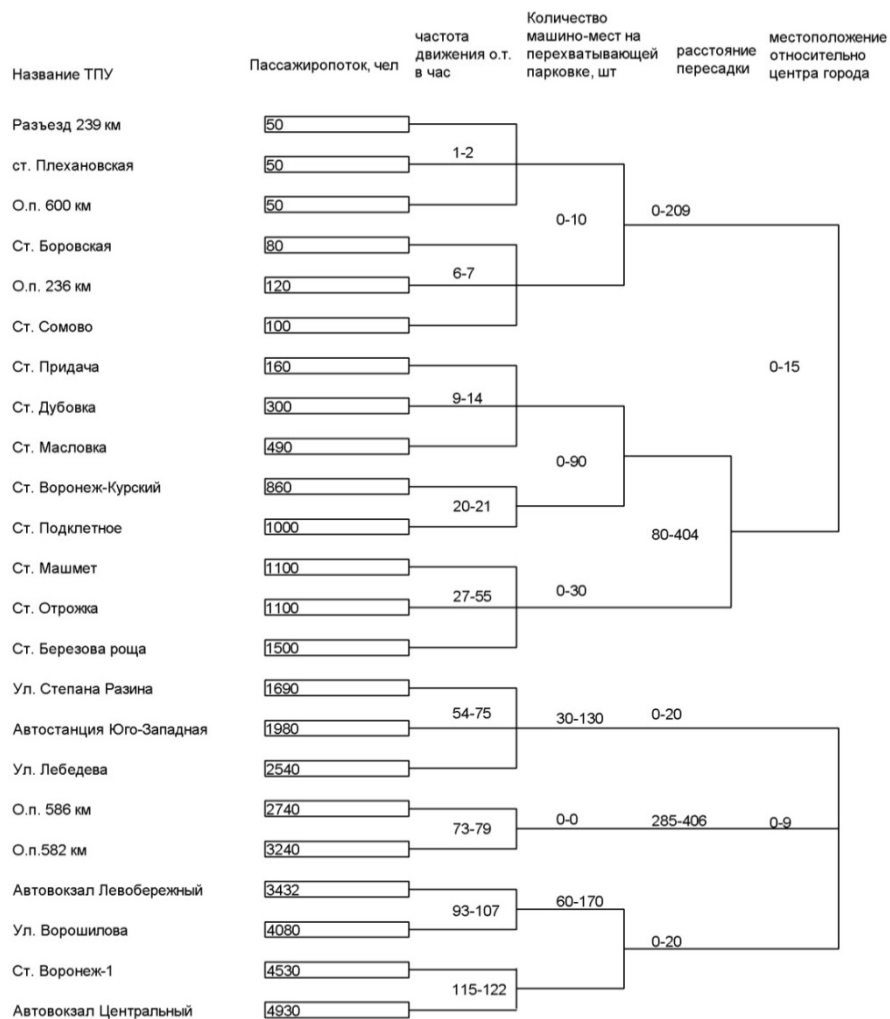 Название ТПУ
Пассажиропоток, чел
частота
движения о.т.
в час
Количество
машино-мест на
перехватывающей
парковке, шт
расстояние
пересадки
местоположение
относительно
центра города
Разъезд 239 км
50
1-2
ст. Плехановская
50
О.п. 600 км
50
0-10
0-209
Ст. Боровская
80
6-7
О.п. 236 км
120
Ст. Сомово
100
Ст. Придача
160
0-15
9-14
Ст. Дубовка
300
Ст. Масловка
490
0-90
Ст. Воронеж-Курский
860
20-21
Ст. Подклетное
1000
80-404
Ст. Машмет
1100
27-55
0-30
Ст. Отрожка
1100
Ст. Березова роща
1500
Ул. Степана Разина
1690
54-75
30-130
0-20
Автостанция Юго-Западная
1980
Ул. Лебедева
2540
О.п. 586 км
2740
73-79
0-0
285-406
0-9
О.п.582 км
3240
Автовокзал Левобережный
3432
93-107
60-170
Ул. Ворошилова
4080
0-20
Ст. Воронеж-1
4530
115-122
Автовокзал Центральный
4930